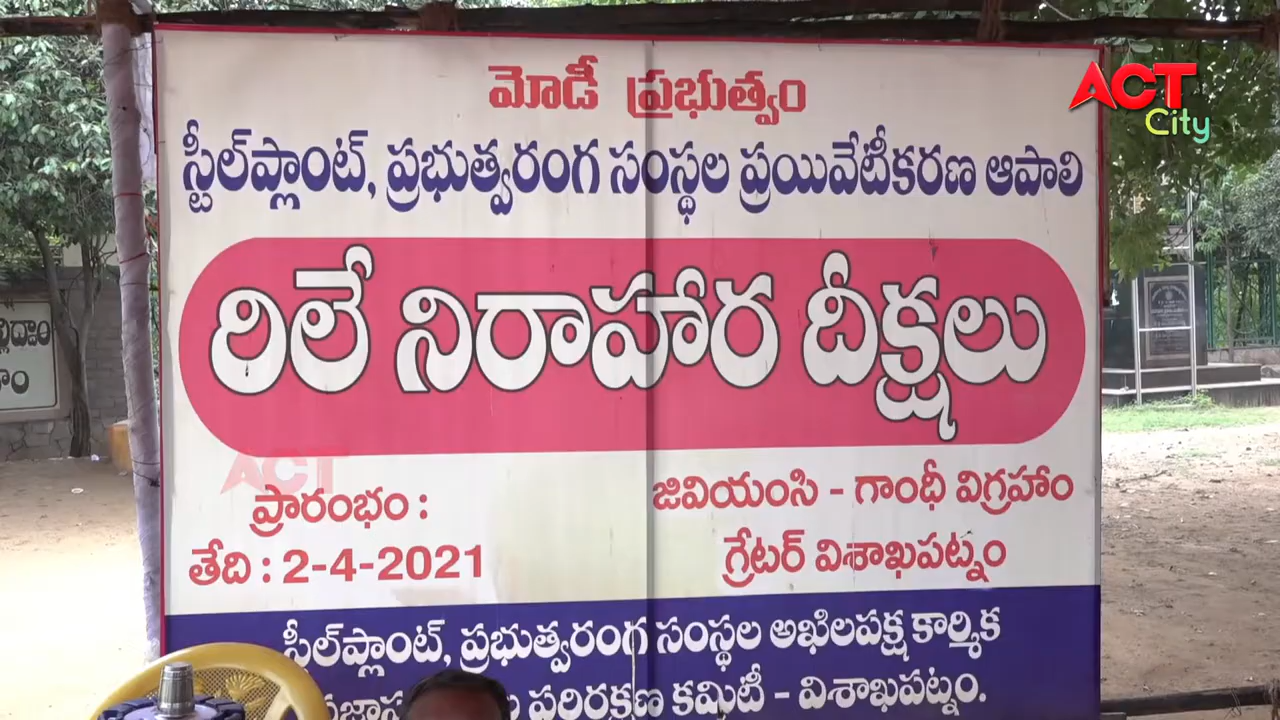 ACT
City
మోడీ ప్రభుత్వం
స్టీల్‌ప్లాంట్, ప్రభుత్వరంగ సంస్థల ప్రయివేటీకరణ ఆపాలి
రిలే నిరాహార దీక్షలు
ACT
ప్రారంభం :
తేది : 2-4-2021
జివియంసి - గాంధీ విగ్రహాం
గ్రేటర్ విశాఖపట్నం
స్టీల్‌ప్లాంట్, ప్రభుత్వరంగ సంస్థల అఖిలపక్ష కార్మిక
పరిరక్షణ కమిటీ - విశాఖపట్నం.